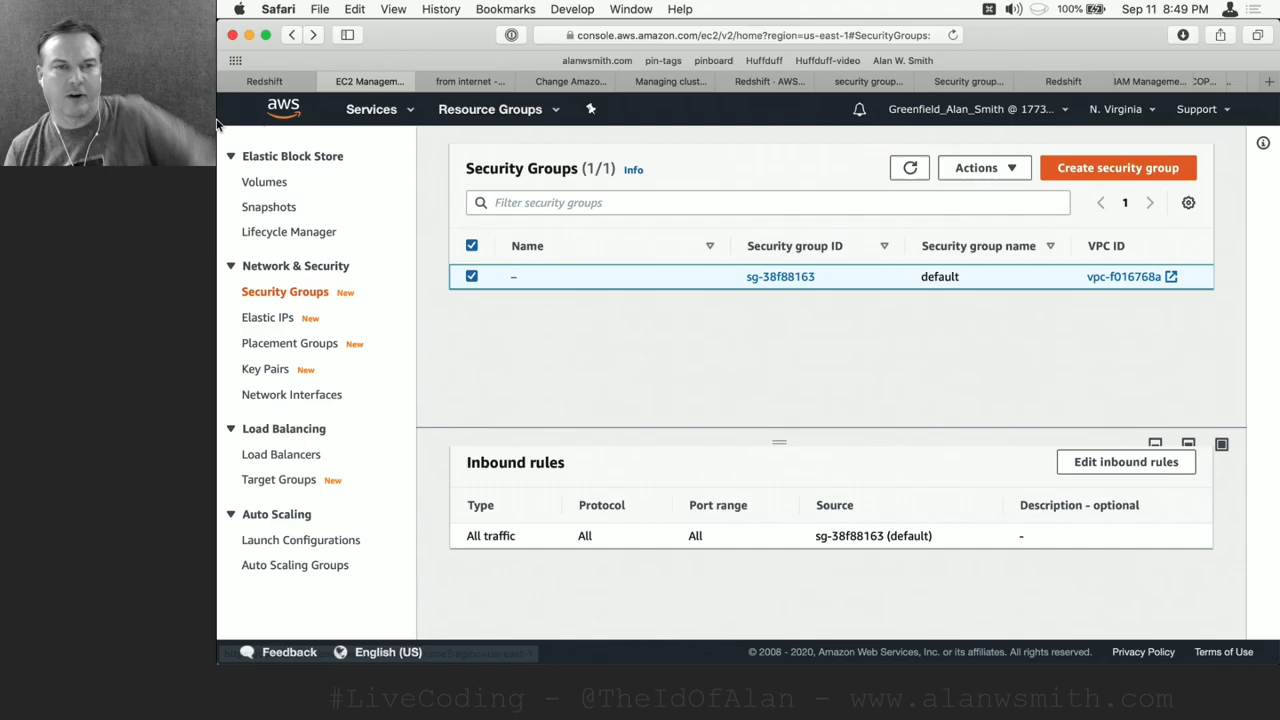 Safari File Edit View History Bookmarks Develop Window Help 100% Sep 11 8:49 PM
console.aws.amazon.com/ec2/v2/home?region=us-east-1#SecurityGroups:
alanwsmith.com pin-tags pinboard Huffduff Huffduff-video Alan W. Smith
Redshift EC2 Managem... from internet -... Change Amazo... Managing clust... Redshift - AWS... security group... Security group... Redshift IAM Manageme... COP...
aws Services Resource Groups Greenfield_Alan_Smith @ 1773... N. Virginia Support
Elastic Block Store
Volumes
Snapshots
Lifecycle Manager
Network & Security
Security Groups New
Elastic IPs New
Placement Groups New
Key Pairs New
Network Interfaces
Load Balancing
Load Balancers
Target Groups New
Auto Scaling
Launch Configurations
Auto Scaling Groups
Security Groups (1/1) Info Actions Create security group
Filter security groups 1
Name Security group ID Security group name VPC ID
– sg-38f88163 default vpc-f016768a
Inbound rules Edit inbound rules
Type Protocol Port range Source Description - optional
All traffic All All sg-38f88163 (default) -
Feedback English (US) home?region=us-east-1 © 2008 - 2020, Amazon Web Services, Inc. or its affiliates. All rights reserved. Privacy Policy Terms of Use
#LiveCoding - @TheIdOfAlan - www.alanwsmith.com